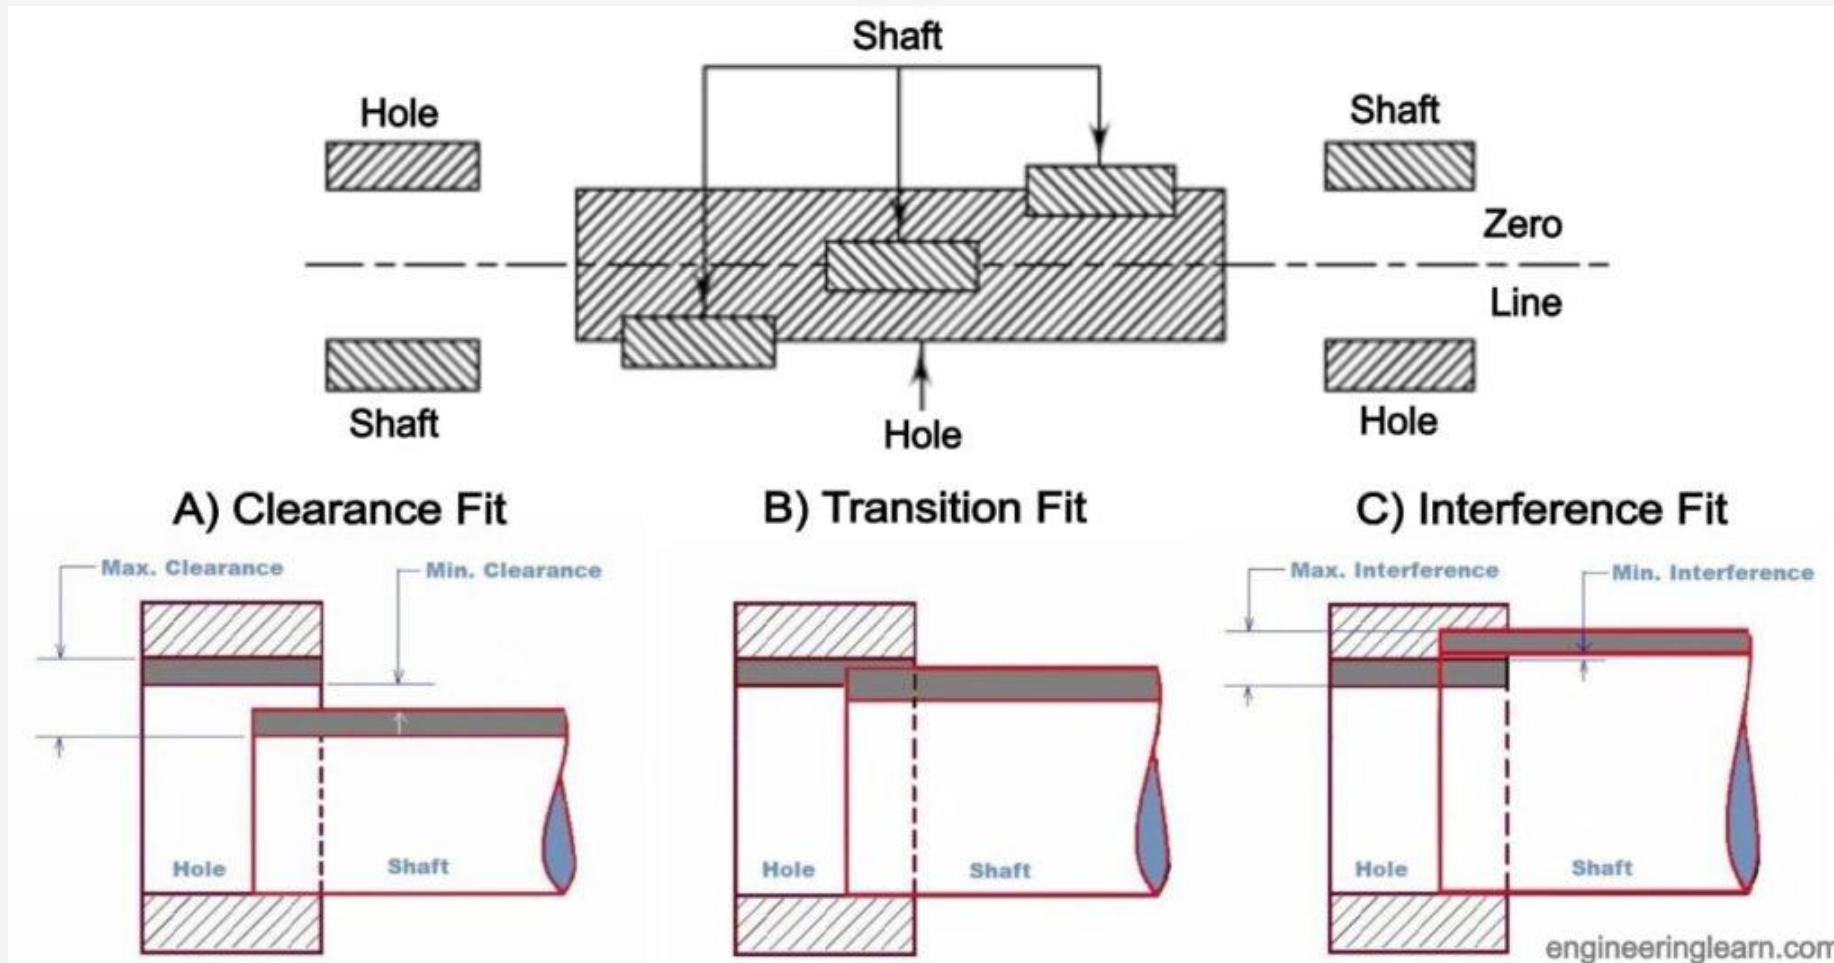 Shaft
Hole
Shaft
Zero
Line
Shaft
Hole
Hole
A) Clearance Fit
B) Transition Fit
C) Interference Fit
Max. Clearance
Min. Clearance
Max. Interference
Min. Interference
Hole
Shaft
Hole
Shaft
Hole
Shaft
engineeringlearn.com